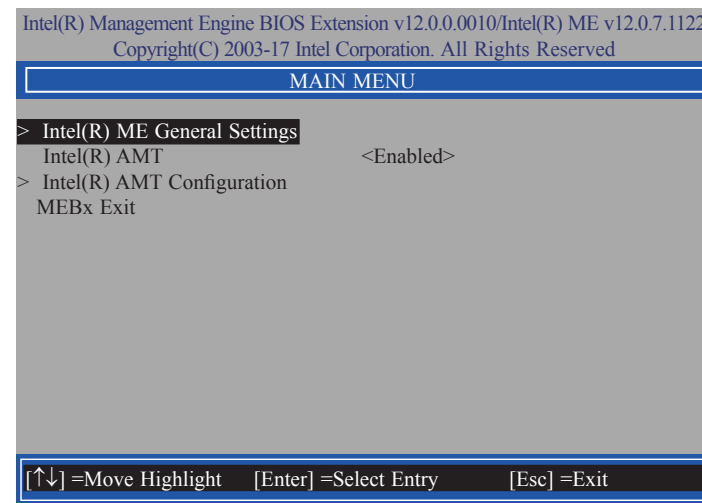 Intel(R) Management Engine BIOS Extension v12.0.0.0010/Intel(R) ME v12.0.7.1122
Copyright(C) 2003-17 Intel Corporation. All Rights Reserved
MAIN MENU
> Intel(R) ME General Settings
Intel(R) AMT <Enabled>
> Intel(R) AMT Configuration
MEBx Exit
[↑↓] =Move Highlight [Enter] =Select Entry [Esc] =Exit